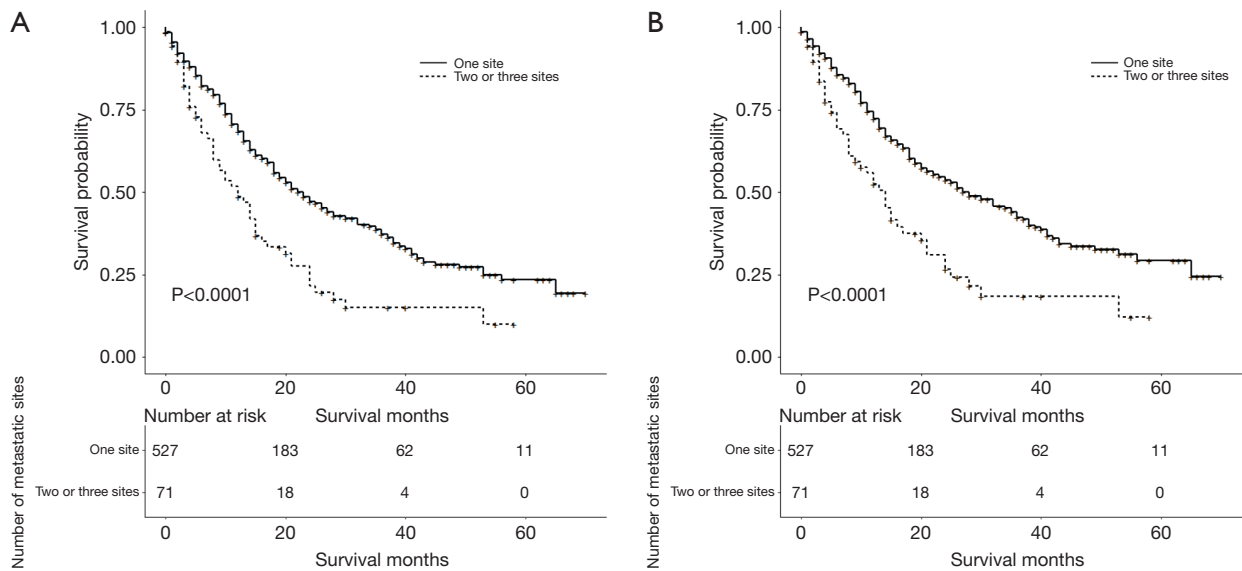 A
1.00
0.75
0.50
0.25
0.00
Survival probability
One site
Two or three sites
P<0.0001
0 20 40 60
Number at risk
Survival months
Number of metastatic sites
One site 527 183 62 11
Two or three sites 71 18 4 0
0 20 40 60
Survival months
B
1.00
0.75
0.50
0.25
0.00
Survival probability
One site
Two or three sites
P<0.0001
0 20 40 60
Number at risk
Survival months
Number of metastatic sites
One site 527 183 62 11
Two or three sites 71 18 4 0
0 20 40 60
Survival months